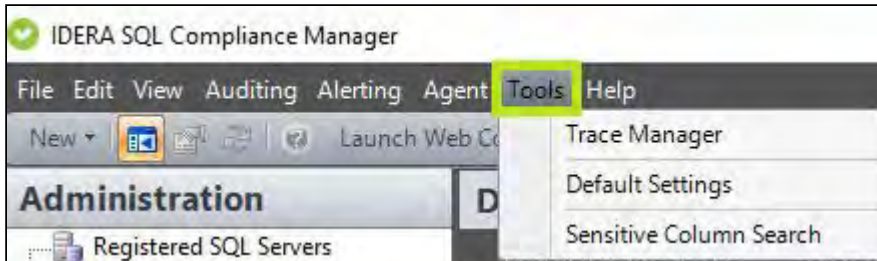 IDERA SQL Compliance Manager
File Edit View Auditing Alerting Agent Tools Help
New Launch Web Co
Trace Manager
Default Settings
Sensitive Column Search
Administration
D
Registered SQL Servers